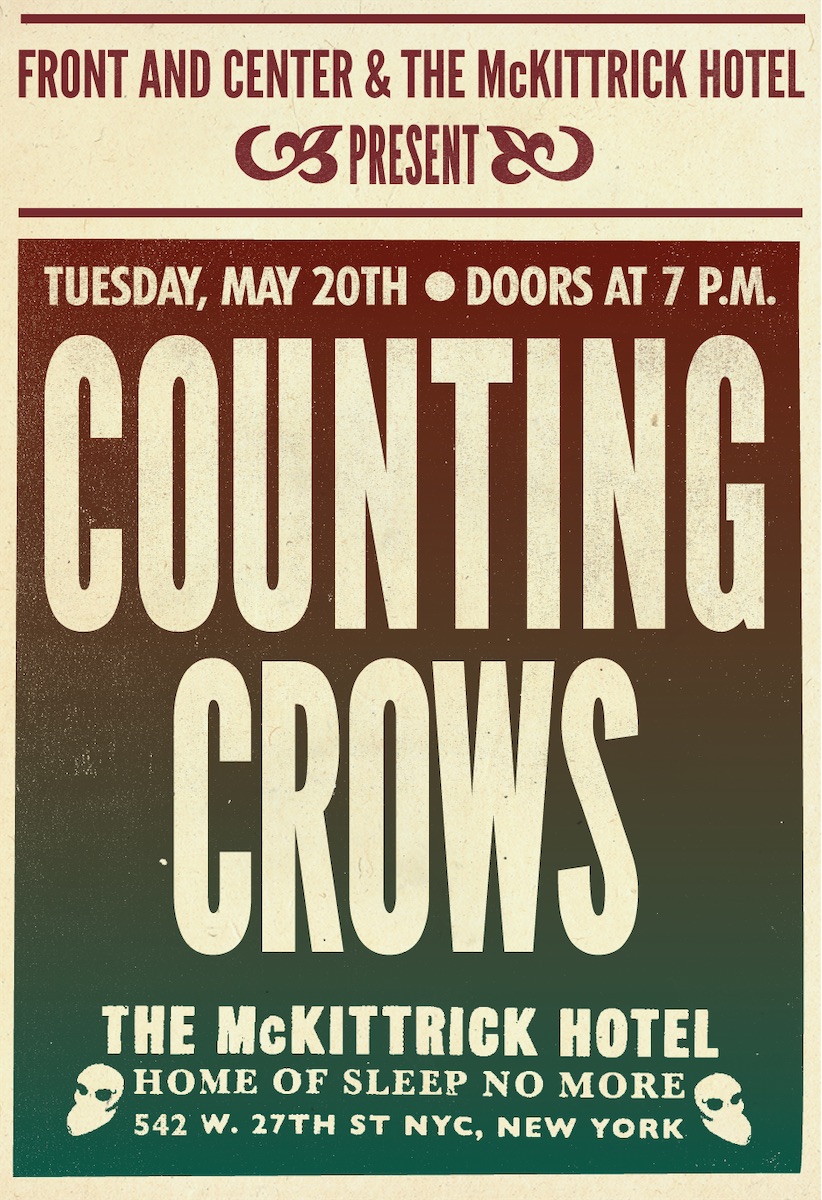 FRONT AND CENTER & THE McKITTRICK HOTEL
PRESENT
TUESDAY, MAY 20TH ● DOORS AT 7 P.M.
COUNTING
CROWS
THE McKITTRICK HOTEL
HOME OF SLEEP NO MORE
542 W. 27TH ST NYC, NEW YORK